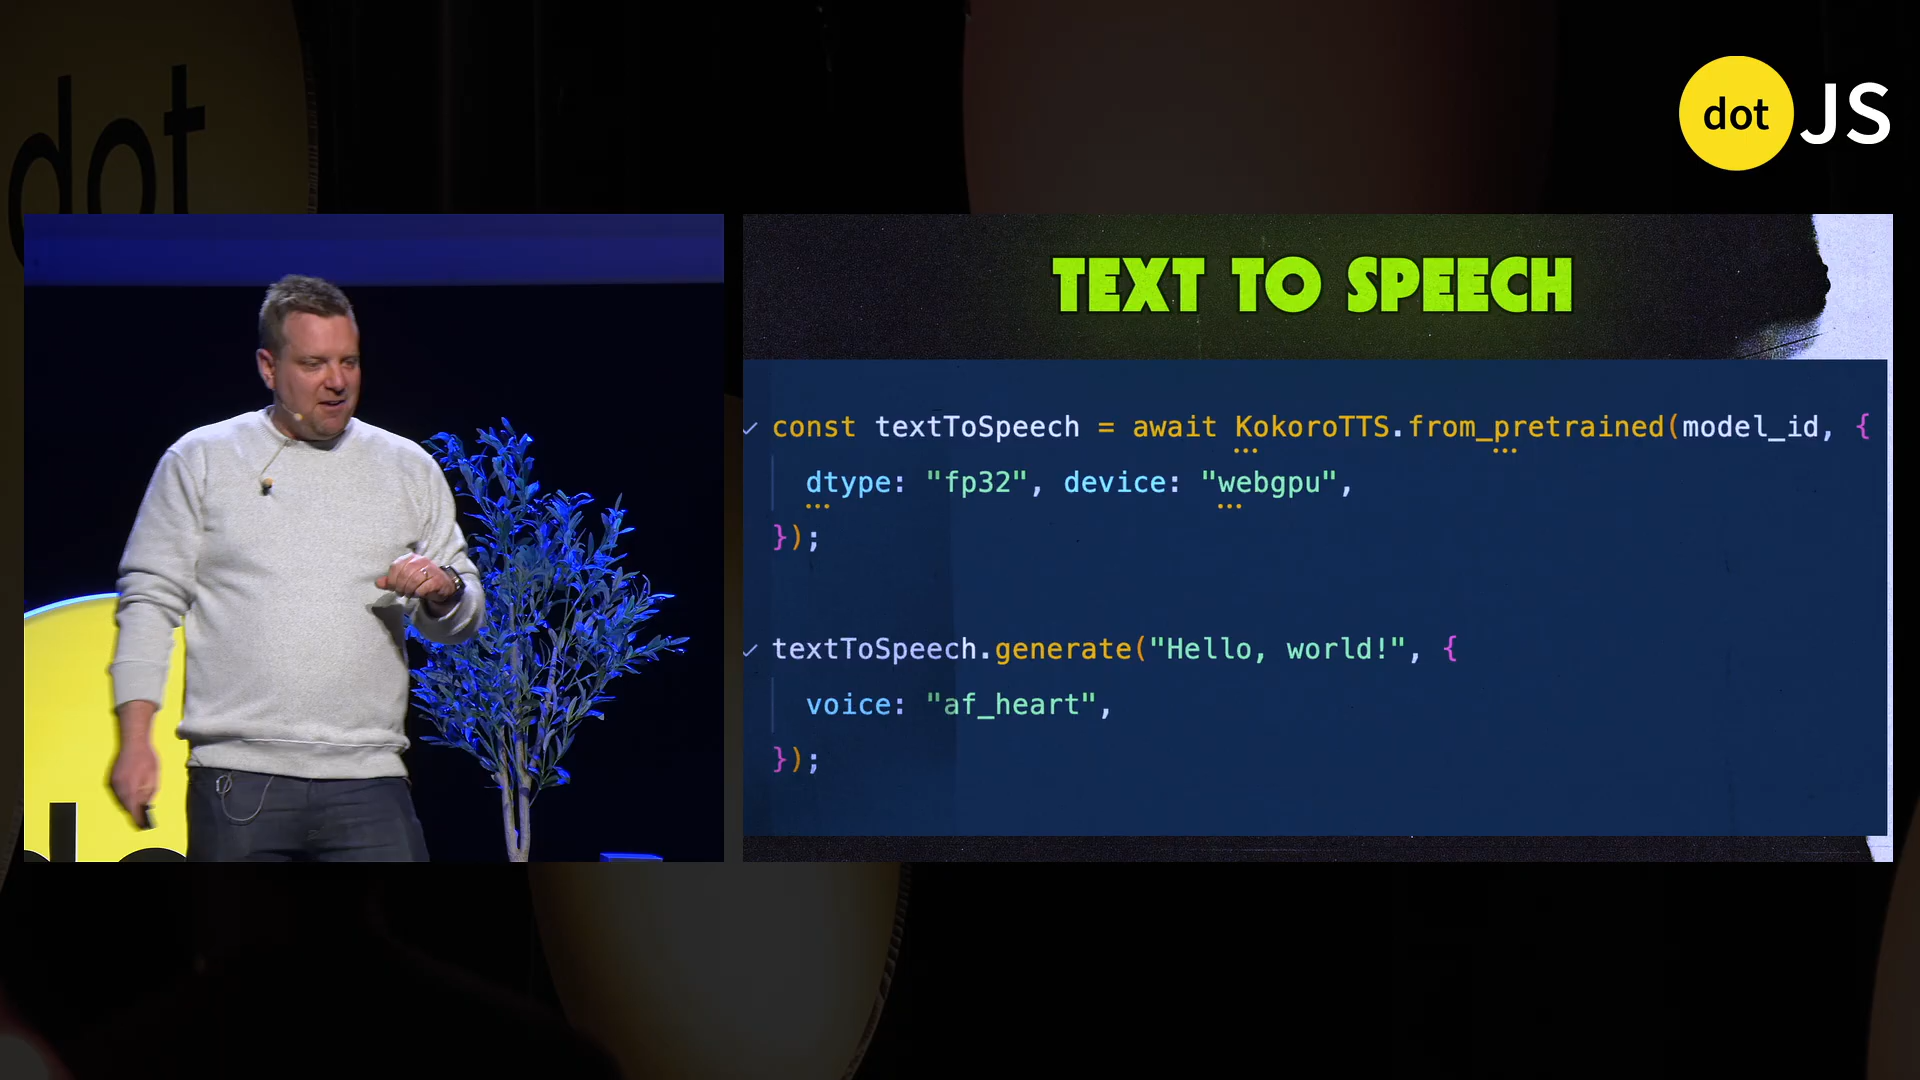 dot
dot JS
TEXT TO SPEECH
const textToSpeech = await KokoroTTS.from_pretrained(model_id, {
dtype: "fp32", device: "webgpu",
});
textToSpeech.generate("Hello, world!", {
voice: "af_heart",
});